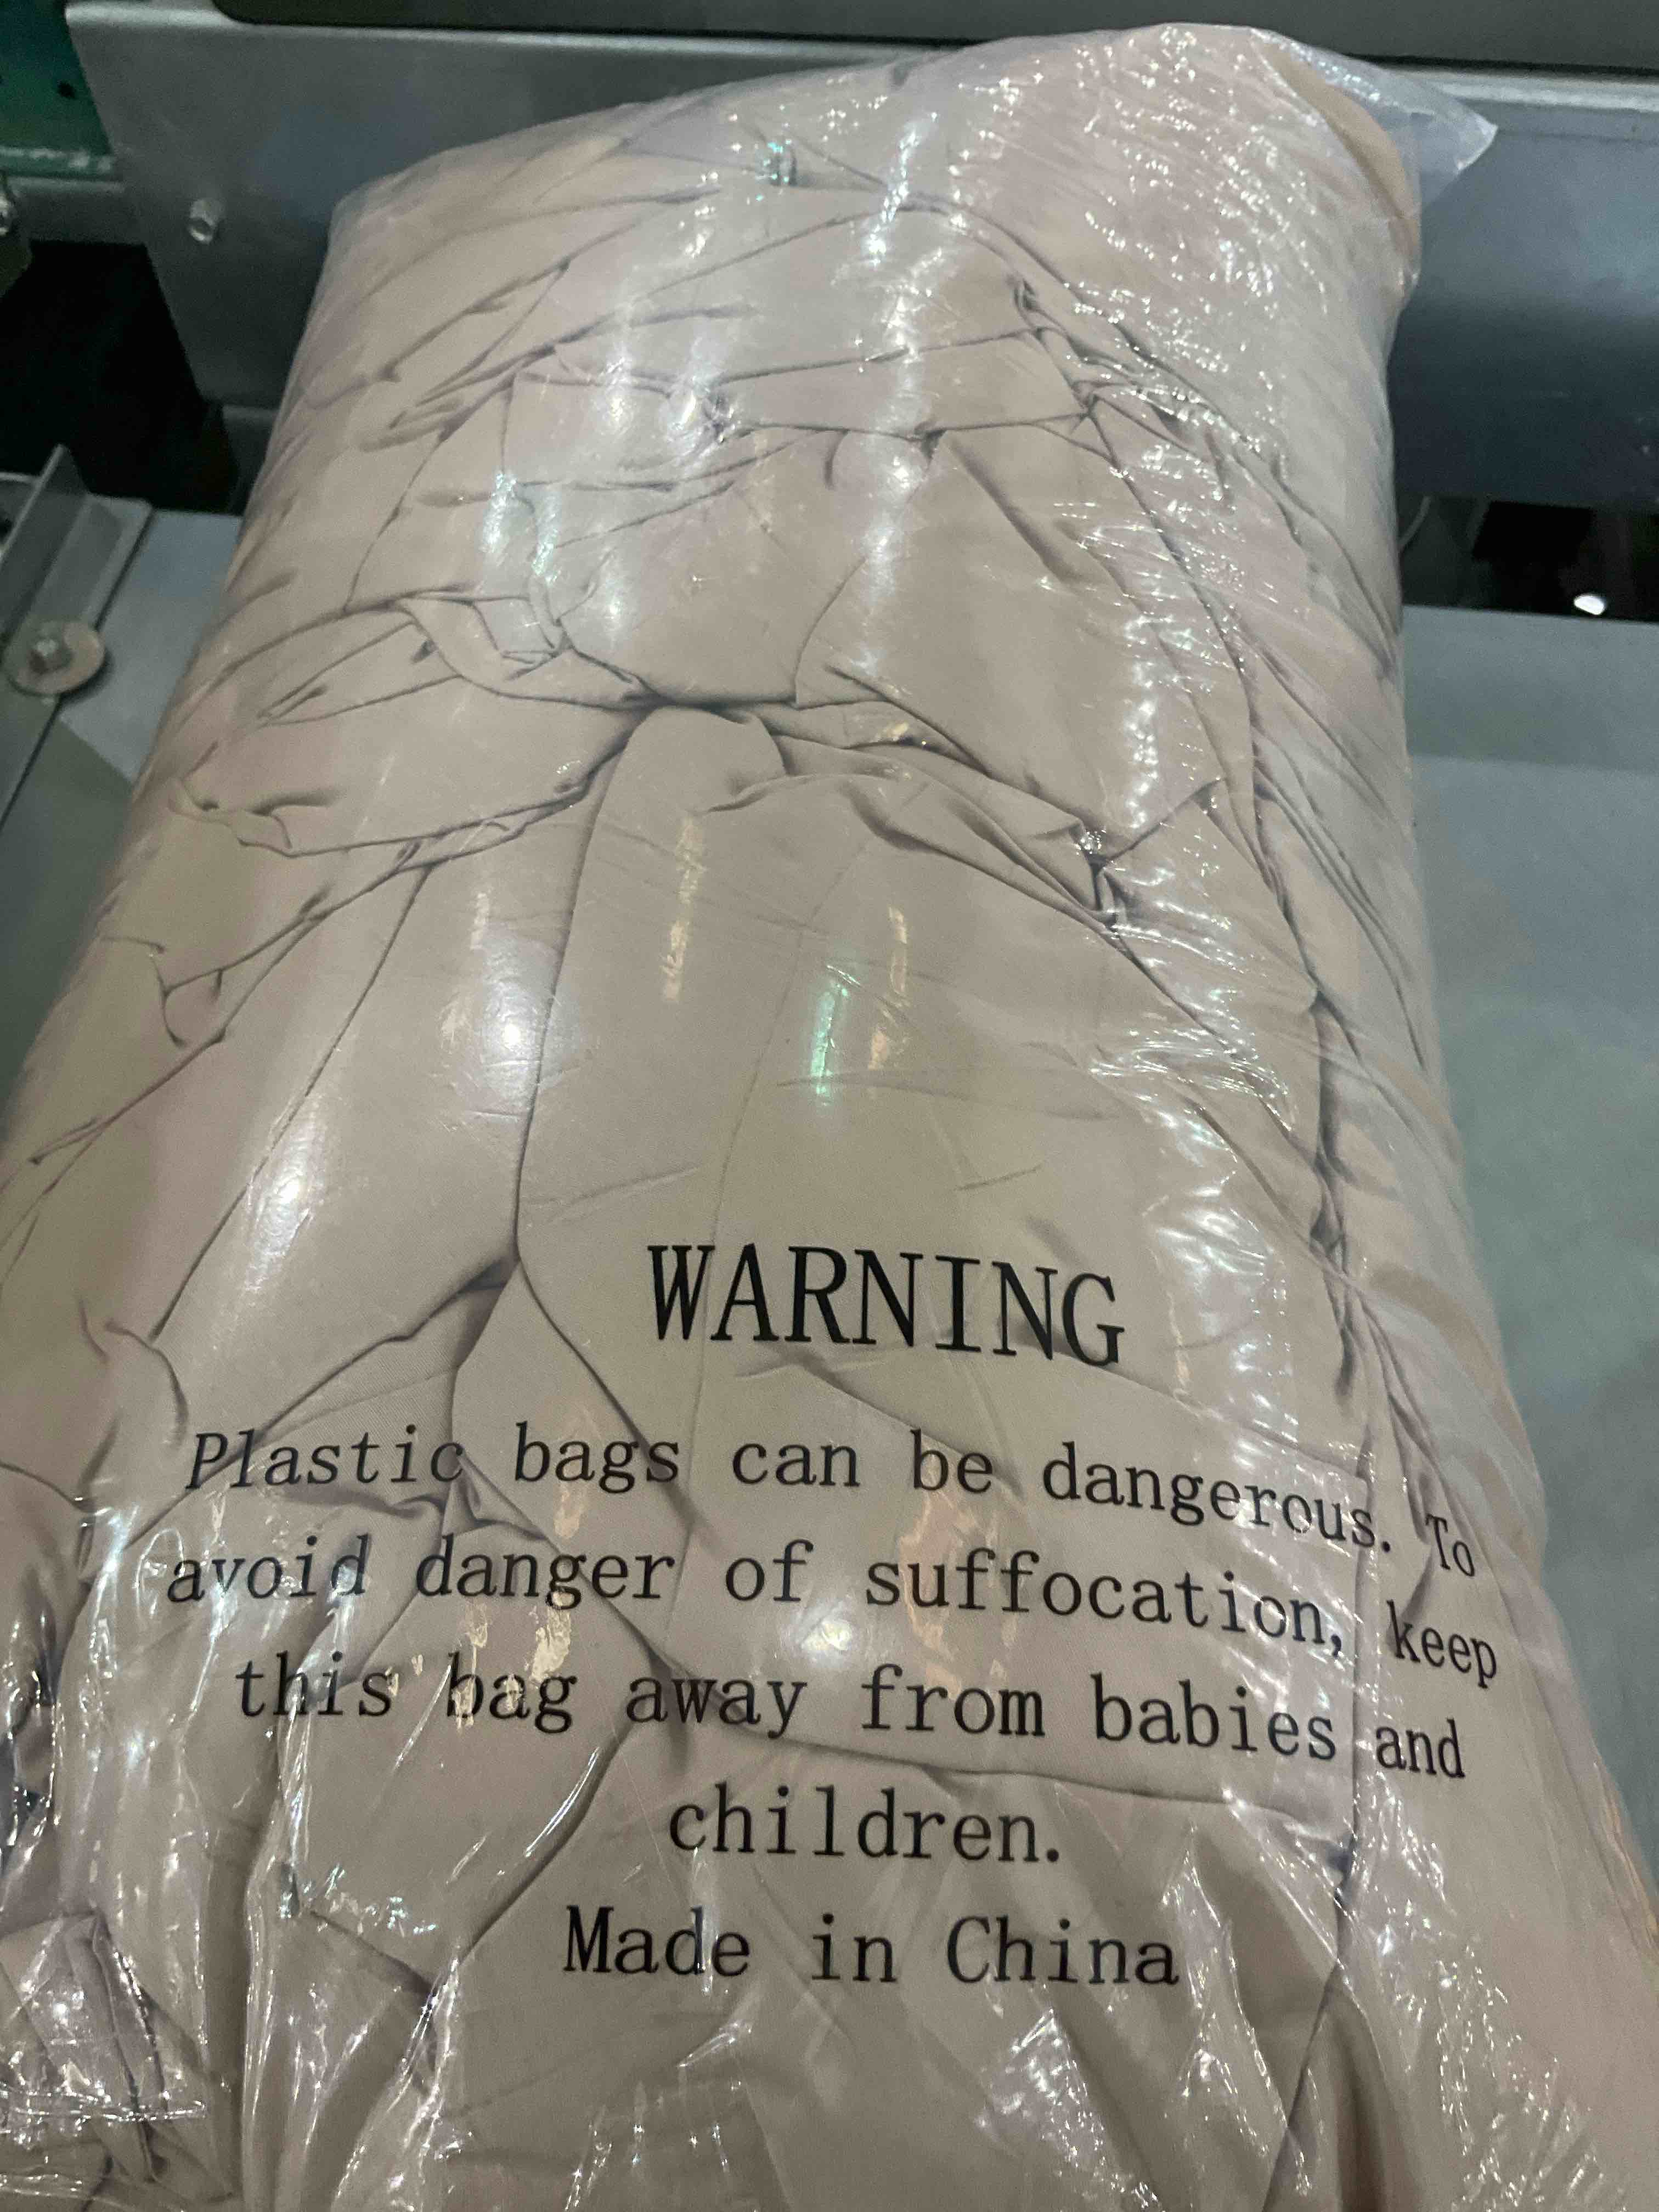 WARNING
Plastic bags can be dangerous. To
avoid danger of suffocation, keep
this bag away from babies and
children.
Made in China